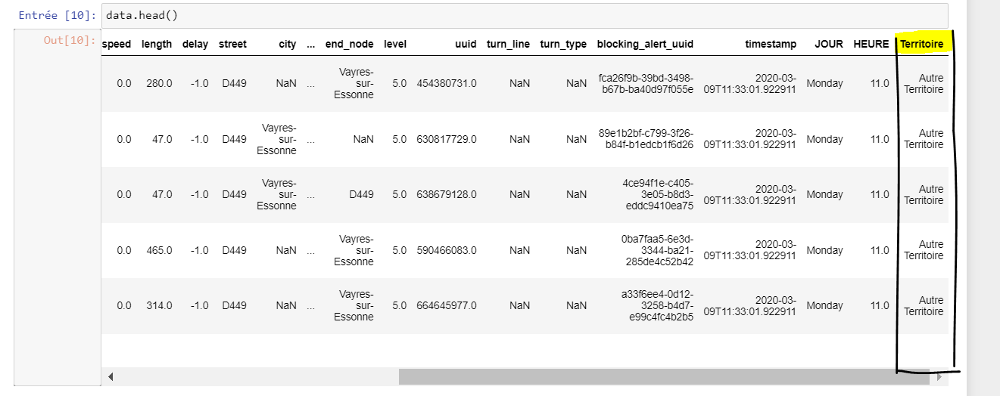 Entrée [10]: data.head()
Out[10]:
speed length delay street city ... end_node level uuid turn_line turn_type blocking_alert_uuid timestamp JOUR HEURE Territoire
0.0 280.0 -1.0 D449 NaN ... Vayres-sur-Essonne 5.0 454380731.0 NaN NaN fca26f9b-39bd-3498-b67b-ba40d97f055e 2020-03-09T11:33:01.922911 Monday 11.0 Autre Territoire
0.0 47.0 -1.0 D449 Vayres-sur-Essonne ... NaN 5.0 630817729.0 NaN NaN 89e1b2bf-c799-3f26-b84f-b1edcb1f6d26 2020-03-09T11:33:01.922911 Monday 11.0 Autre Territoire
0.0 47.0 -1.0 D449 Vayres-sur-Essonne ... D449 5.0 638679128.0 NaN NaN 4ce94f1e-c405-3e05-b8d3-eddc9410ea75 2020-03-09T11:33:01.922911 Monday 11.0 Autre Territoire
0.0 465.0 -1.0 D449 NaN ... Vayres-sur-Essonne 5.0 590466083.0 NaN NaN 0ba7faa5-6e3d-3344-ba21-285de4c52b42 2020-03-09T11:33:01.922911 Monday 11.0 Autre Territoire
0.0 314.0 -1.0 D449 NaN ... Vayres-sur-Essonne 5.0 664645977.0 NaN NaN a33f6ee4-0d12-3258-b4d7-e99c4fc4b2b5 2020-03-09T11:33:01.922911 Monday 11.0 Autre Territoire